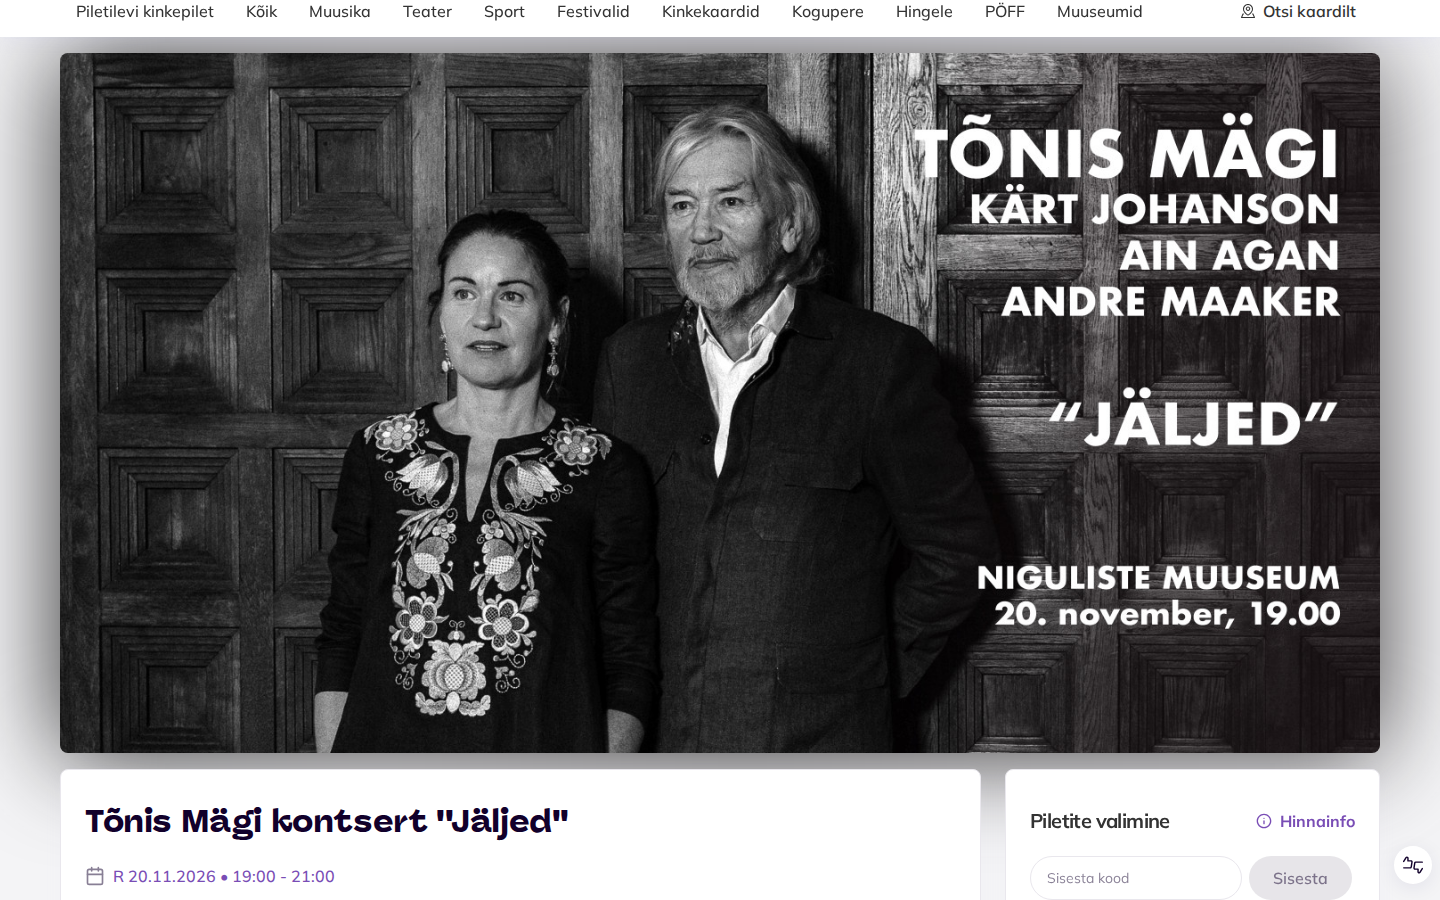 Piletilevi kinkepilet Kõik Muusika Teater Sport Festivalid Kinkekaardid Kogupere Hingele PÖFF Muuseumid Otsi kaardilt
TÕNIS MÄGI
KÄRT JOHANSON
AIN AGAN
ANDRE MAAKER
“JÄLJED”
NIGULISTE MUUSEUM
20. november, 19.00
Tõnis Mägi kontsert "Jäljed"
R 20.11.2026 • 19:00 - 21:00
Piletite valimine Hinnainfo
Sisesta kood Sisesta